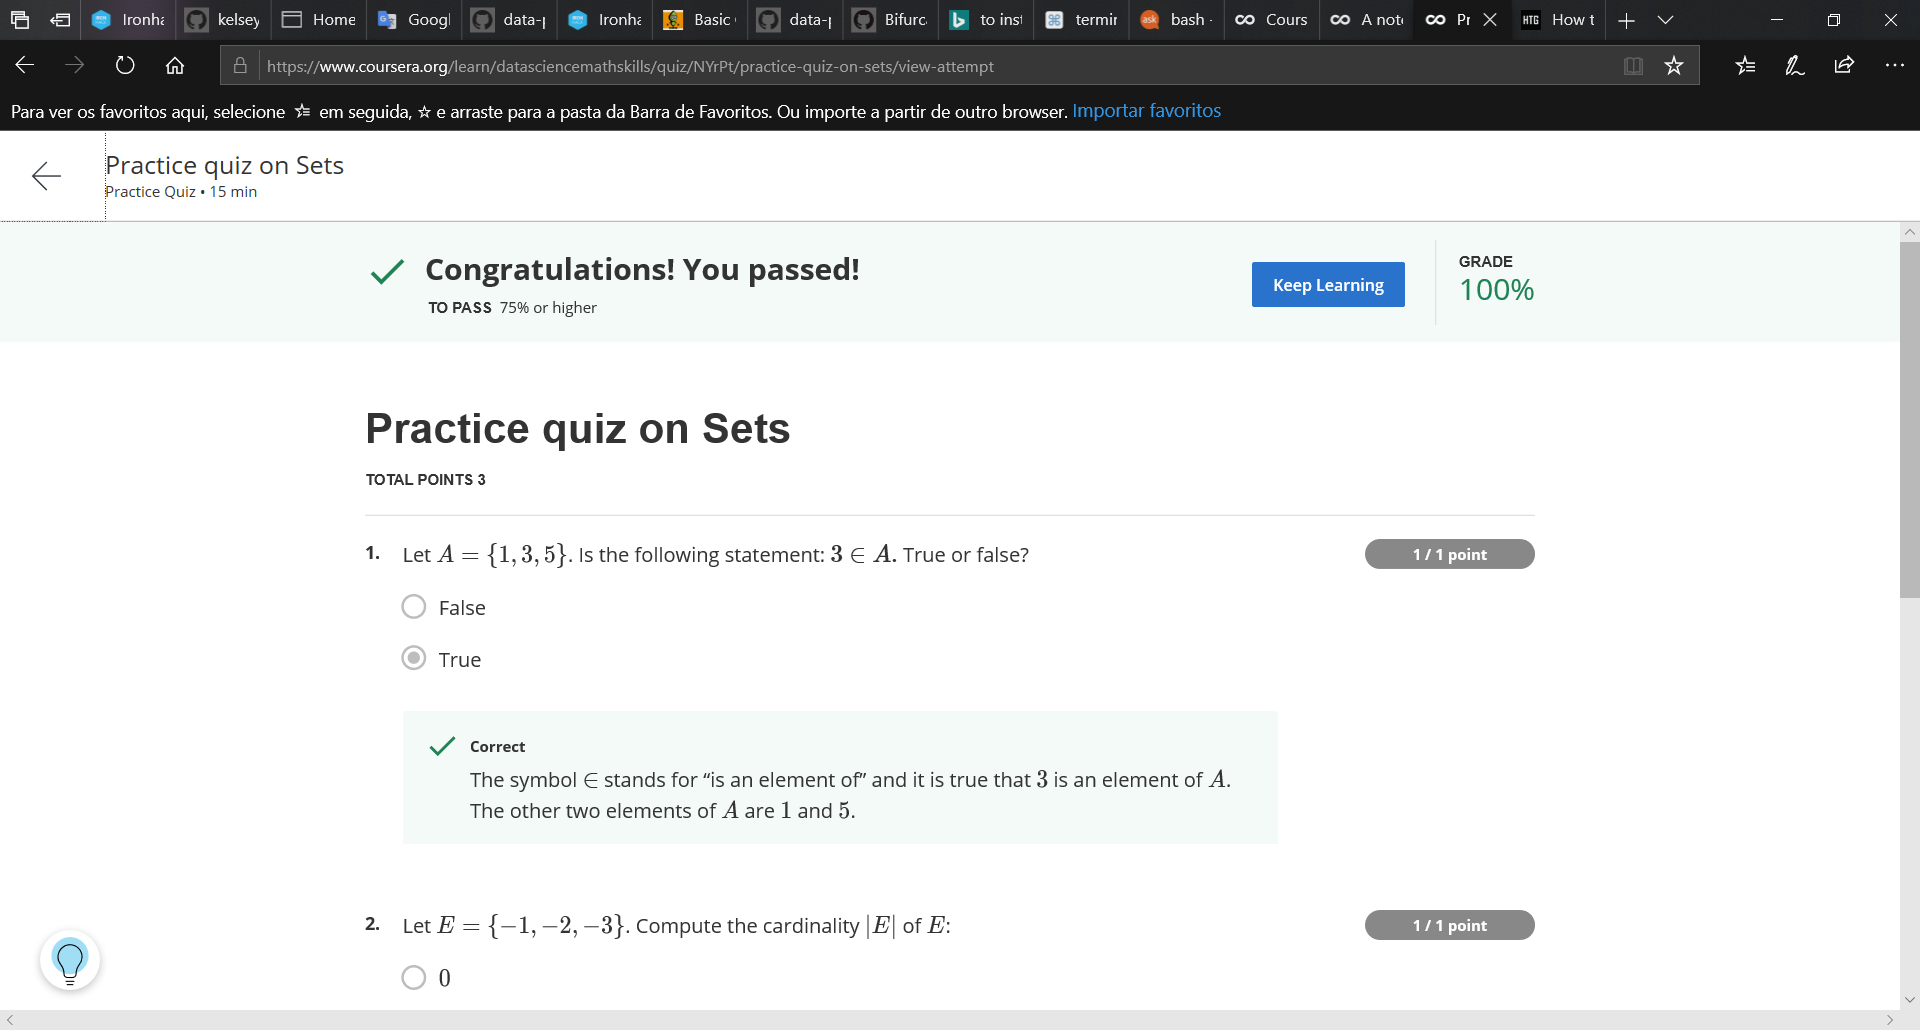 Ironha
kelsey
Home
Googl
data-p
Ironha
Basic
data-p
Bifurc
to inst
termin
ask
bash -
Cours
A note
Pr
HTG
How t
https://www.coursera.org/learn/datasciencemathskills/quiz/NYrPt/practice-quiz-on-sets/view-attempt
Para ver os favoritos aqui, selecione em seguida, e arraste para a pasta da Barra de Favoritos. Ou importe a partir de outro browser. Importar favoritos
Practice quiz on Sets
Practice Quiz • 15 min
Congratulations! You passed!
TO PASS 75% or higher
Keep Learning
GRADE
100%
Practice quiz on Sets
TOTAL POINTS 3
1. Let A = {1, 3, 5}. Is the following statement: 3 ∈ A. True or false?
1 / 1 point
False
True
Correct
The symbol ∈ stands for “is an element of” and it is true that 3 is an element of A.
The other two elements of A are 1 and 5.
2. Let E = {−1, −2, −3}. Compute the cardinality |E| of E:
1 / 1 point
0